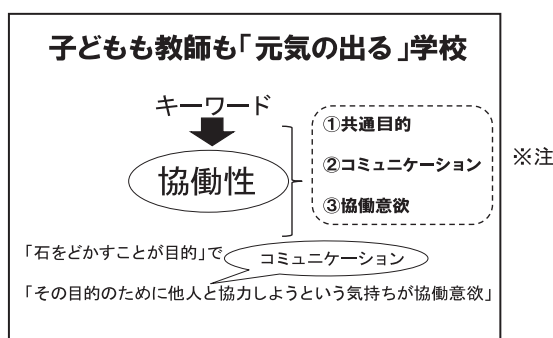 子どもも教師も「元気の出る」学校
キーワード
協働性
①共通目的
②コミュニケーション
③協働意欲
※注
「石をどかすことが目的」で
コミュニケーション
「その目的のために他人と協力しようという気持ちが協働意欲」